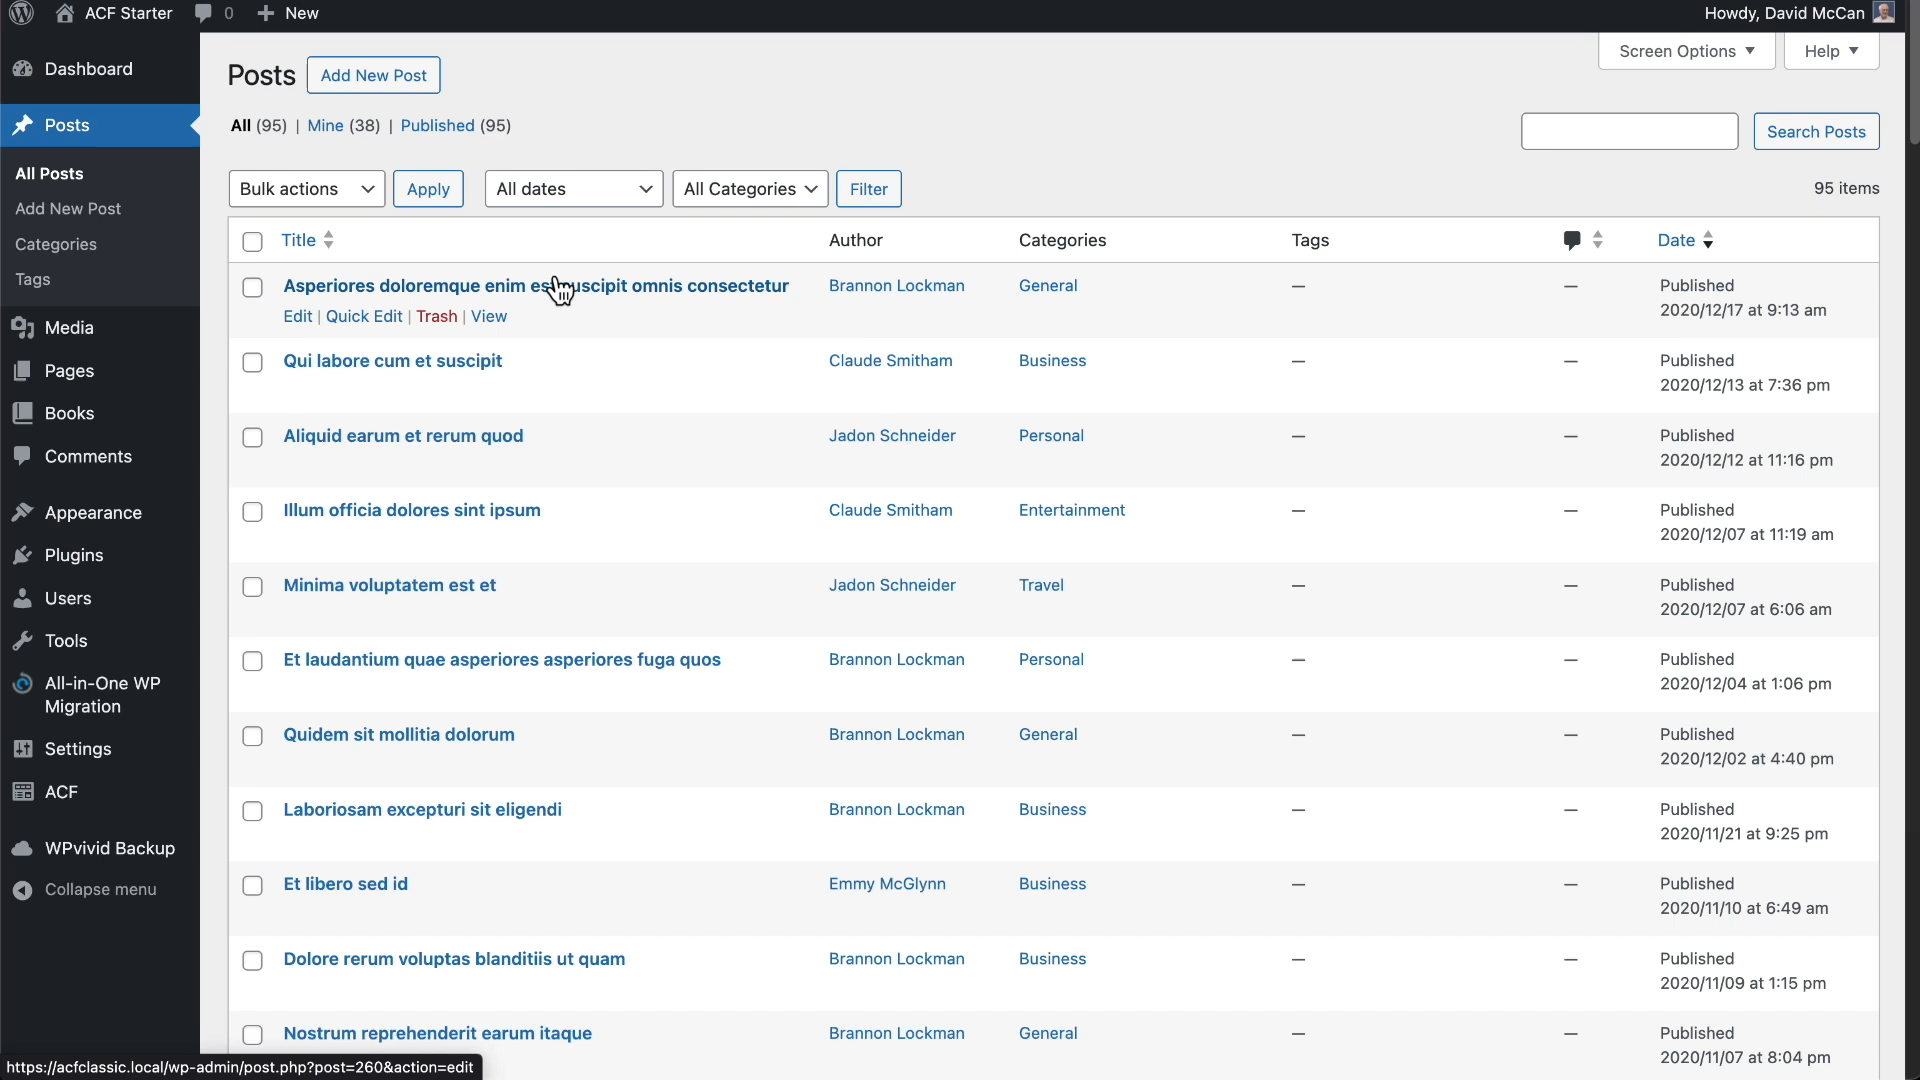 ACF Starter 0 New Howdy, David McCan
Dashboard
Posts
All Posts
Add New Post
Categories
Tags
Media
Pages
Books
Comments
Appearance
Plugins
Users
Tools
All-in-One WP
Migration
Settings
ACF
WPvivid Backup
Collapse menu
Screen Options Help
Posts Add New Post
All (95) | Mine (38) | Published (95)
Search Posts
Bulk actions Apply All dates All Categories Filter 95 items
Title Author Categories Tags Date
Asperiores doloremque enim omnis consectetur Brannon Lockman General — — Published
Edit | Quick Edit | Trash | View 2020/12/17 at 9:13 am
Qui labore cum et suscipit Claude Smitham Business — — Published
2020/12/13 at 7:36 pm
Aliquid earum et rerum quod Jadon Schneider Personal — — Published
2020/12/12 at 11:16 pm
Illum officia dolores sint ipsum Claude Smitham Entertainment — — Published
2020/12/07 at 11:19 am
Minima voluptatem est et Jadon Schneider Travel — — Published
2020/12/07 at 6:06 am
Et laudantium quae asperiores asperiores fuga quos Brannon Lockman Personal — — Published
2020/12/04 at 1:06 pm
Quidem sit mollitia dolorum Brannon Lockman General — — Published
2020/12/02 at 4:40 pm
Laboriosam excepturi sit eligendi Brannon Lockman Business — — Published
2020/11/21 at 9:25 pm
Et libero sed id Emmy McGlynn Business — — Published
2020/11/10 at 6:49 am
Dolore rerum voluptas blanditiis ut quam Brannon Lockman Business — — Published
2020/11/09 at 1:15 pm
Nostrum reprehenderit earum itaque Brannon Lockman General — — Published
2020/11/07 at 8:04 pm
https://acfclassic.local/wp-admin/post.php?post=260&action=edit